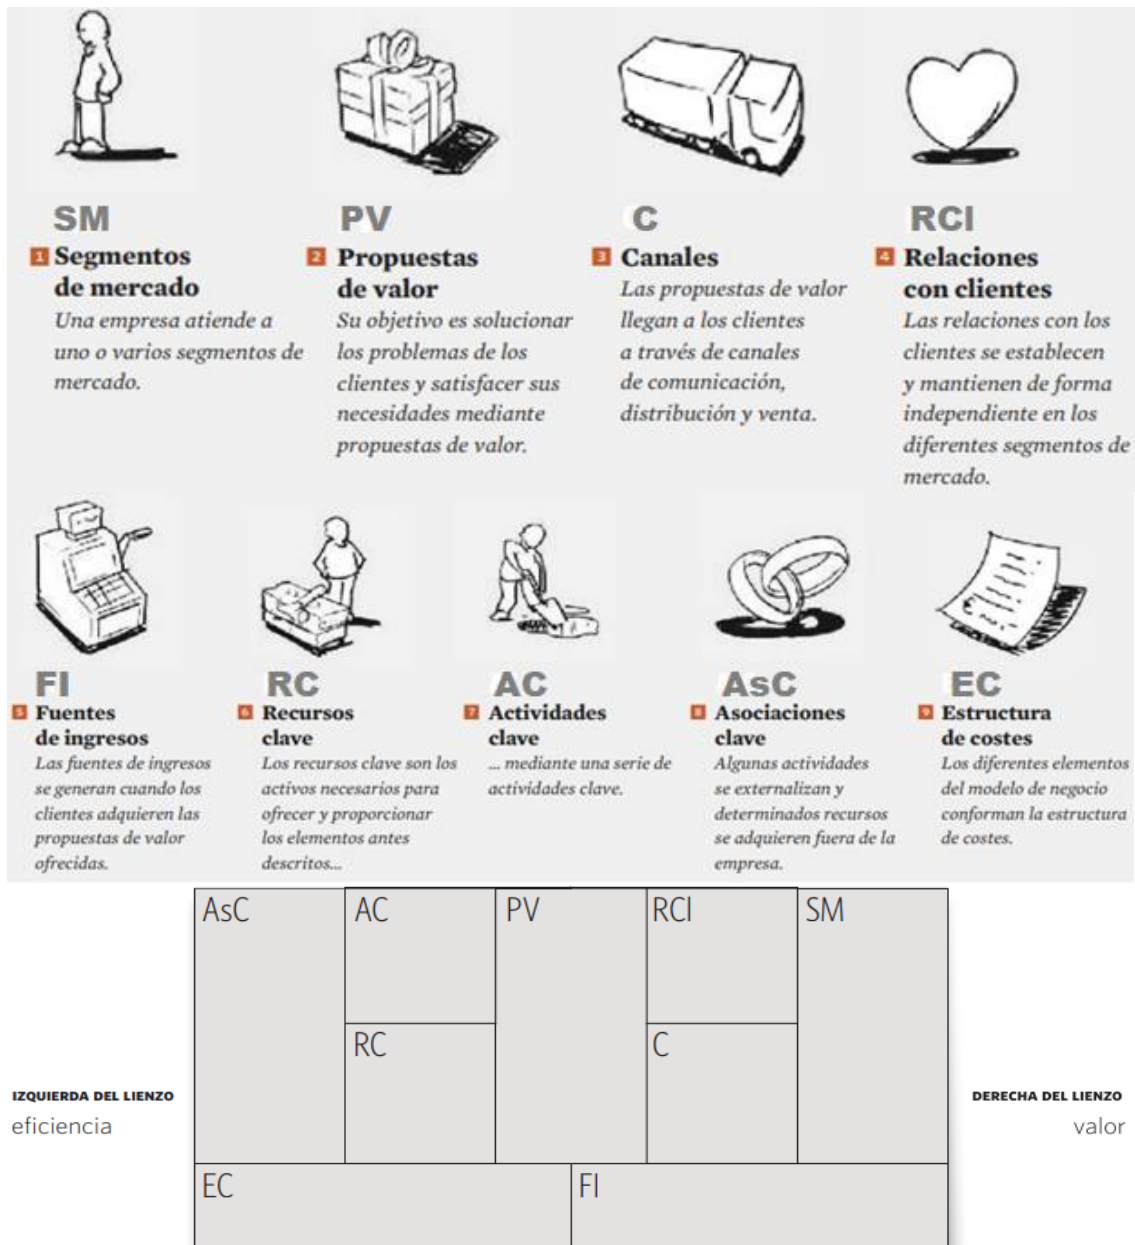 SM
1 Segmentos
de mercado
Una empresa atiende a
uno o varios segmentos de
mercado.
PV
2 Propuestas
de valor
Su objetivo es solucionar
los problemas de los
clientes y satisfacer sus
necesidades mediante
propuestas de valor.
C
3 Canales
Las propuestas de valor
llegan a los clientes
a través de canales
de comunicación,
distribución y venta.
RCl
4 Relaciones
con clientes
Las relaciones con los
clientes se establecen
y mantienen de forma
independiente en los
diferentes segmentos de
mercado.
FI
5 Fuentes
de ingresos
Las fuentes de ingresos
se generan cuando los
clientes adquieren las
propuestas de valor
ofrecidas.
RC
6 Recursos
clave
Los recursos clave son los
activos necesarios para
ofrecer y proporcionar
los elementos antes
descritos...
AC
7 Actividades
clave
... mediante una serie de
actividades clave.
AsC
8 Asociaciones
clave
Algunas actividades
se externalizan y
determinados recursos
se adquieren fuera de la
empresa.
EC
9 Estructura
de costes
Los diferentes elementos
del modelo de negocio
conforman la estructura
de costes.
AsC
AC
PV
RCl
SM
RC
C
IZQUIERDA DEL LIENZO
eficiencia
DERECHA DEL LIENZO
valor
EC
FI